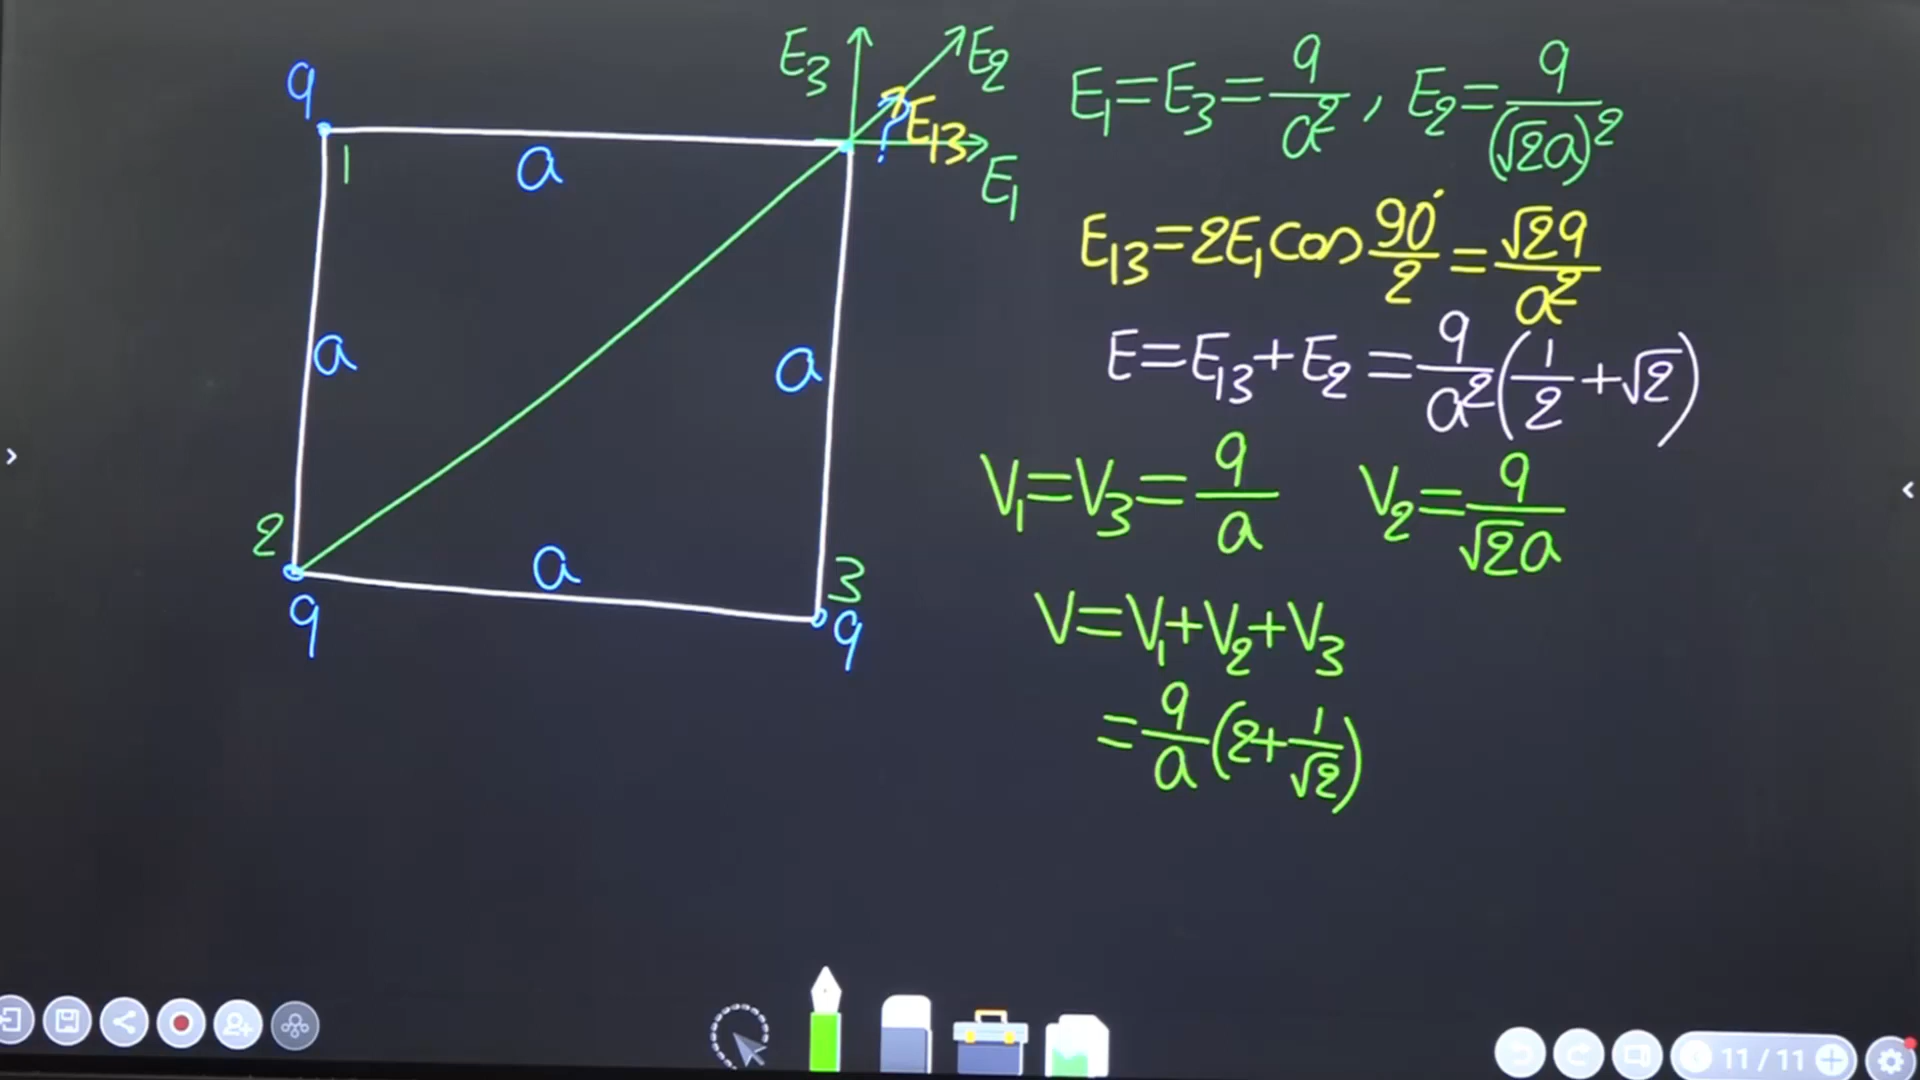 q
1
a
a
a
a
2
q
3
q
E₃
E₂
?
E₁₃
E₁
E₁=E₃=q/a², E₂=q/(√2a)²
E₁₃=2E₁cos 90°/2=√2q/a²
E=E₁₃+E₂=q/a²(1/2+√2)
V₁=V₃=q/a V₂=q/√2a
V=V₁+V₂+V₃
=q/a(2+1/√2)
11/11